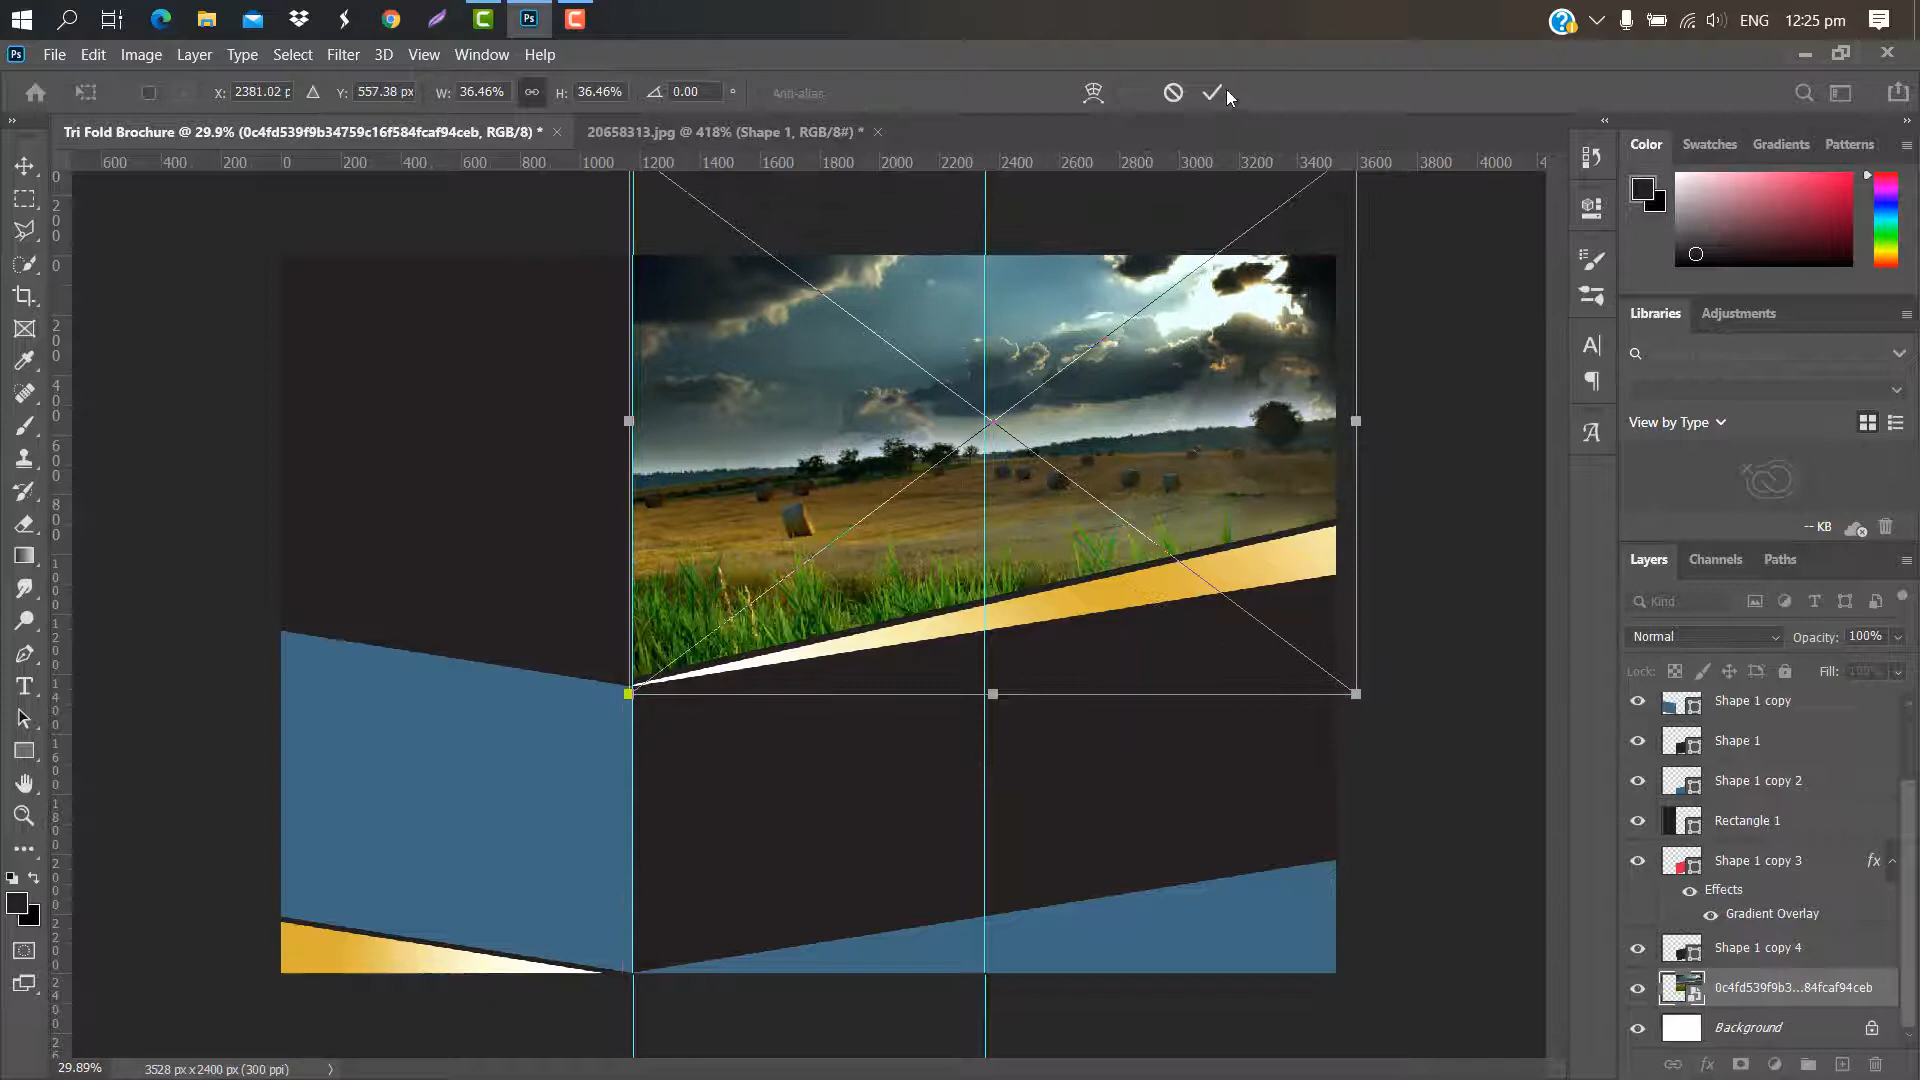 ENG 12:25 pm
File Edit Image Layer Type Select Filter 3D View Window Help
X: 2381.02 p Y: 557.38 px W: 36.46% H: 36.46% 0.00 ° Anti-alias
Tri Fold Brochure @ 29.9% (0c4fd539f9b34759c16f584fcaf94ceb, RGB/8) * 20658313.jpg @ 418% (Shape 1, RGB/8#) *
600 400 200 0 200 400 600 800 1000 1200 1400 1600 1800 2000 2200 2400 2600 2800 3000 3200 3400 3600 3800 4000
Color Swatches Gradients Patterns
Libraries Adjustments
View by Type
-- KB
Layers Channels Paths
Kind
Normal Opacity: 100%
Lock: Fill: 100%
Shape 1 copy
Shape 1
Shape 1 copy 2
Rectangle 1
Shape 1 copy 3 fx
Effects
Gradient Overlay
Shape 1 copy 4
0c4fd539f9b3...84fcaf94ceb
Background
29.89% 3528 px x 2400 px (300 ppi)